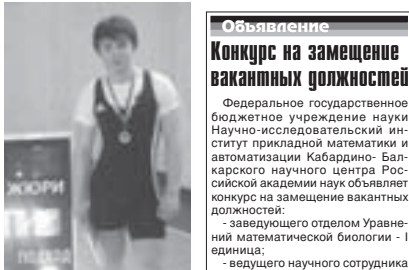 ЖЮРИ
Объявление
Конкурс на замещение
вакантных должностей
Федеральное государственное
бюджетное учреждение науки
Научно-исследовательский ин-
ститут прикладной математики и
автоматизации Кабардино- Бал-
карского научного центра Рос-
сийской академии наук объявляет
конкурс на замещение вакантных
должностей:
- заведующего отделом Уравне-
ний математической биологии - I
единица;
- ведущего научного сотрудника